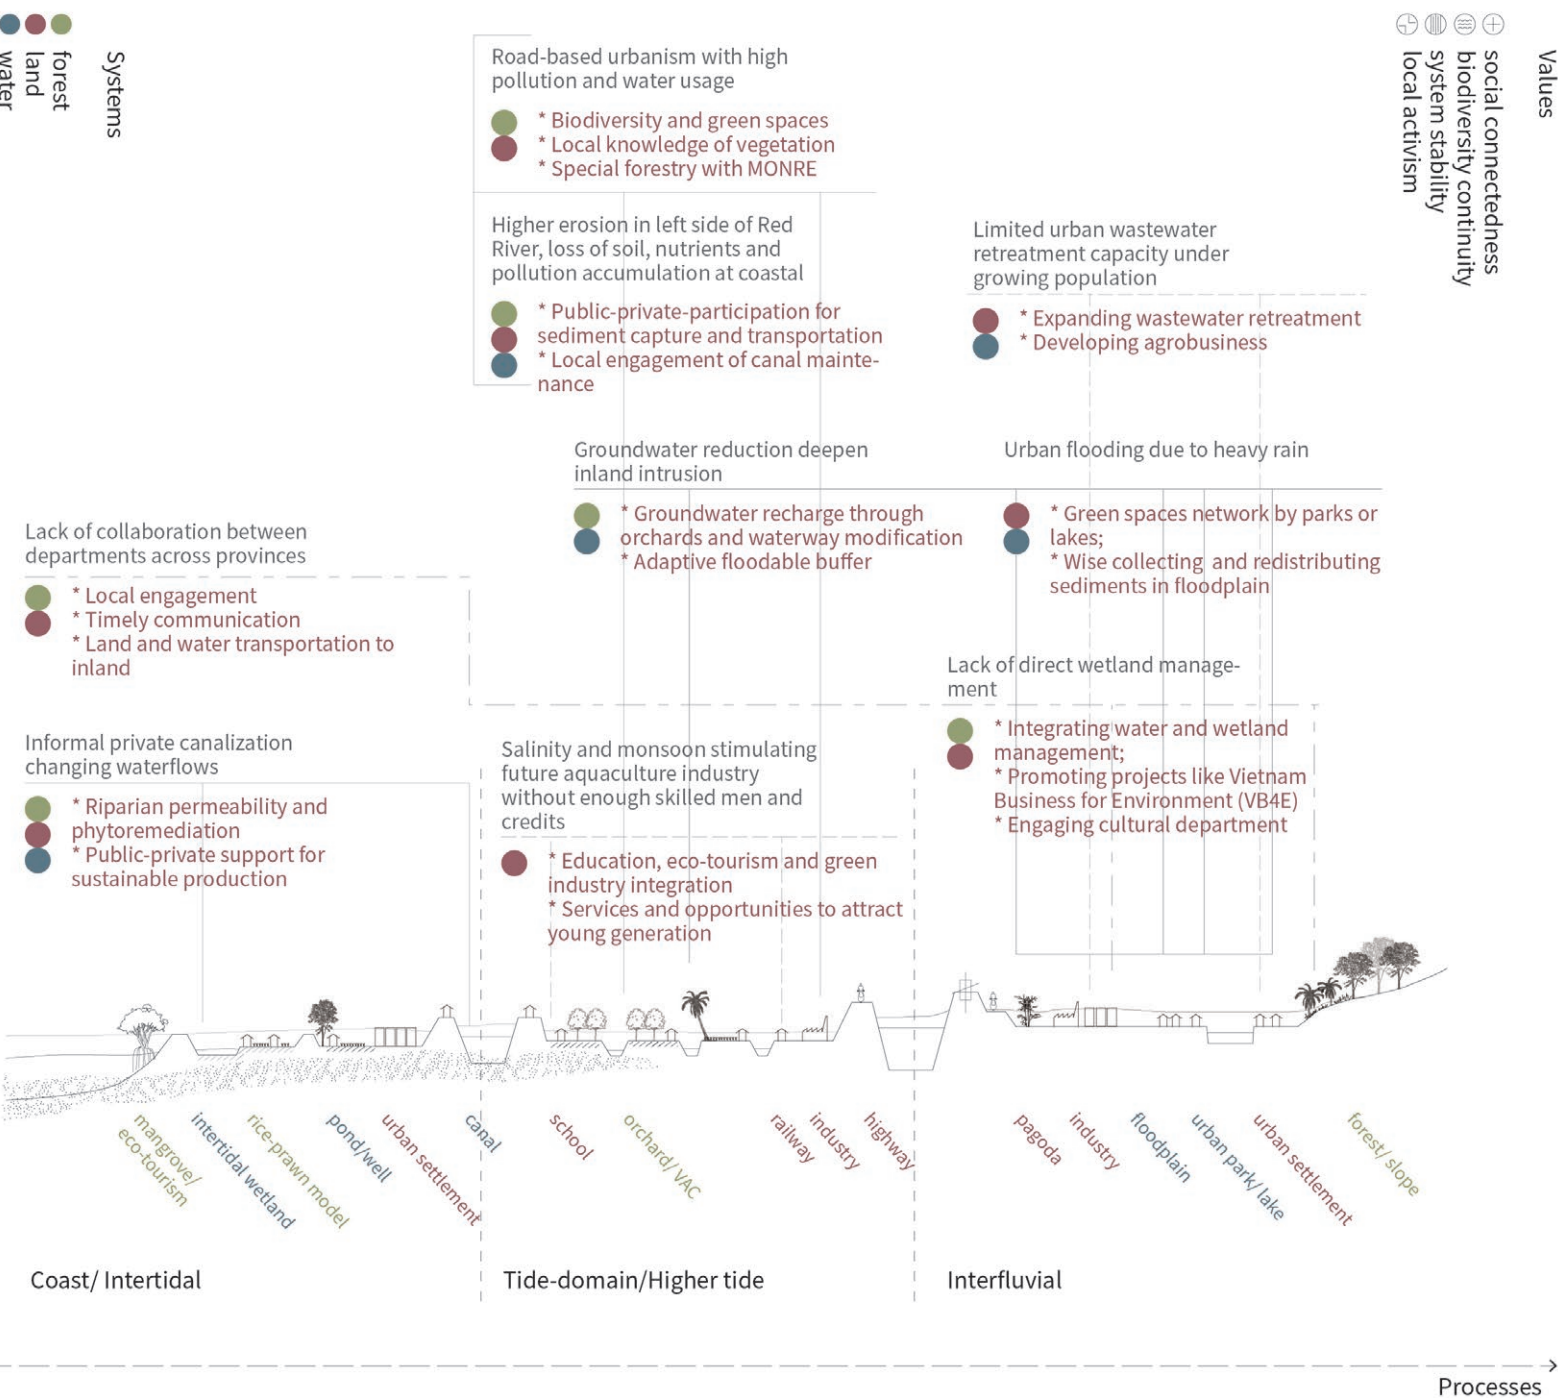 Systems
forest
land
water
Values
social connectedness
biodiversity continuity
system stability
local activism
Road-based urbanism with high
pollution and water usage
* Biodiversity and green spaces
* Local knowledge of vegetation
* Special forestry with MONRE
Higher erosion in left side of Red
River, loss of soil, nutrients and
pollution accumulation at coastal
* Public-private-participation for
sediment capture and transportation
* Local engagement of canal mainte-
nance
Limited urban wastewater
retreatment capacity under
growing population
* Expanding wastewater retreatment
* Developing agrobusiness
Groundwater reduction deepen
inland intrusion
* Groundwater recharge through
orchards and waterway modification
* Adaptive floodable buffer
Urban flooding due to heavy rain
* Green spaces network by parks or
lakes;
* Wise collecting and redistributing
sediments in floodplain
Lack of collaboration between
departments across provinces
* Local engagement
* Timely communication
* Land and water transportation to
inland
Lack of direct wetland manage-
ment
* Integrating water and wetland
management;
* Promoting projects like Vietnam
Business for Environment (VB4E)
* Engaging cultural department
Informal private canalization
changing waterflows
* Riparian permeability and
phytoremediation
* Public-private support for
sustainable production
Salinity and monsoon stimulating
future aquaculture industry
without enough skilled men and
credits
* Education, eco-tourism and green
industry integration
* Services and opportunities to attract
young generation
mangrove/
eco-tourism
intertidal wetland
rice-prawn model
pond/well
urban settlement
canal
school
orchard/ VAC
railway
industry
highway
pagoda
industry
floodplain
urban park/ lake
urban settlement
forest/ slope
Coast/ Intertidal
Tide-domain/Higher tide
Interfluvial
Processes